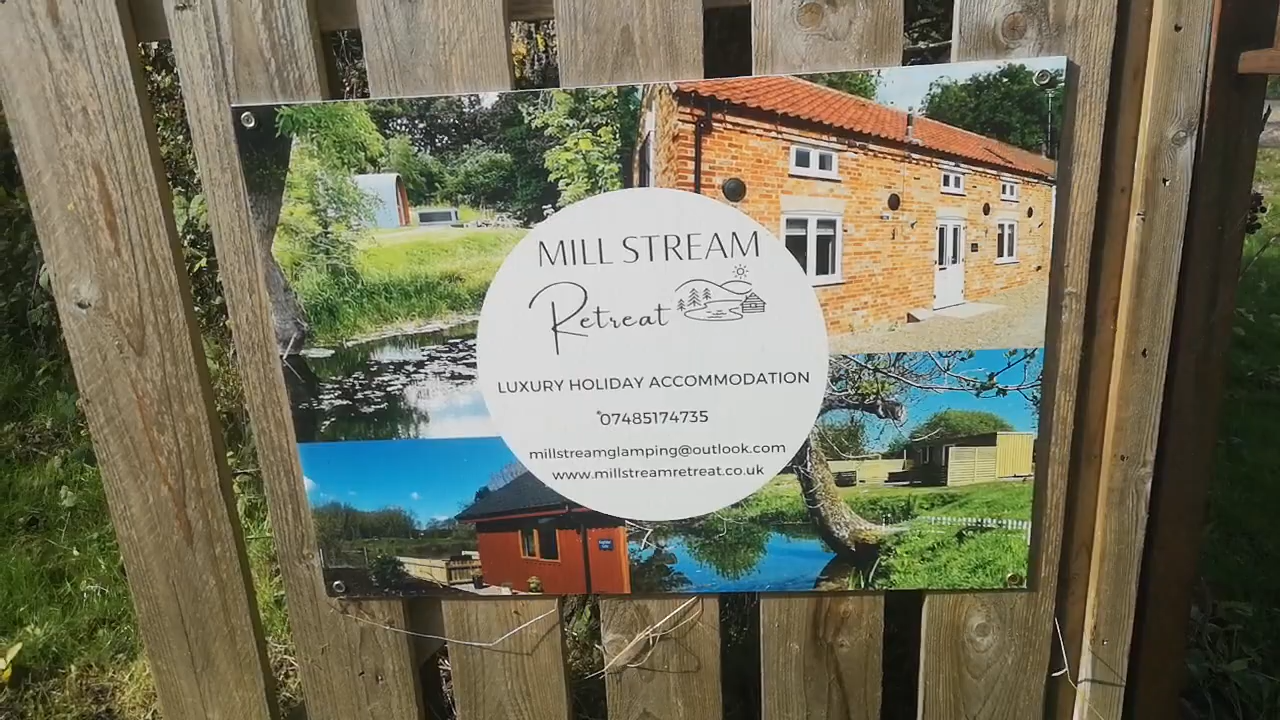 MILL STREAM
Retreat
LUXURY HOLIDAY ACCOMMODATION
07485174735
millstreamglamping@outlook.com
www.millstreamretreat.co.uk